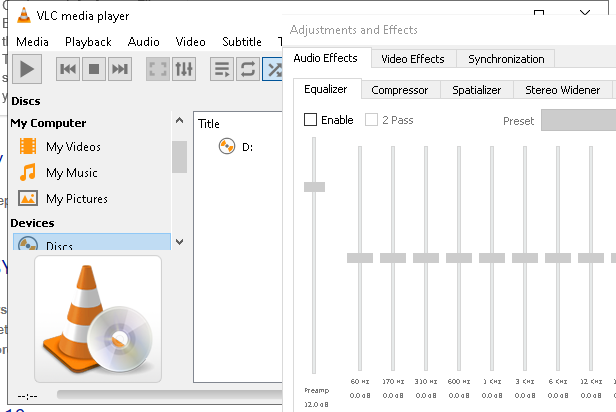 VLC media player
Adjustments and Effects
Media Playback Audio Video Subtitle
Audio Effects Video Effects Synchronization
Equalizer Compressor Spatializer Stereo Widener
Enable 2 Pass Preset
Discs
My Computer
My Videos
My Music
My Pictures
Devices
Discs
Title
D:
60 Hz 170 Hz 310 Hz 600 Hz 1 KHz 3 KHz 6 KHz 12 KHz
Preamp 0.0 dB 0.0 dB 0.0 dB 0.0 dB 0.0 dB 0.0 dB 0.0 dB 0.0 dB
12.0 dB
--:--